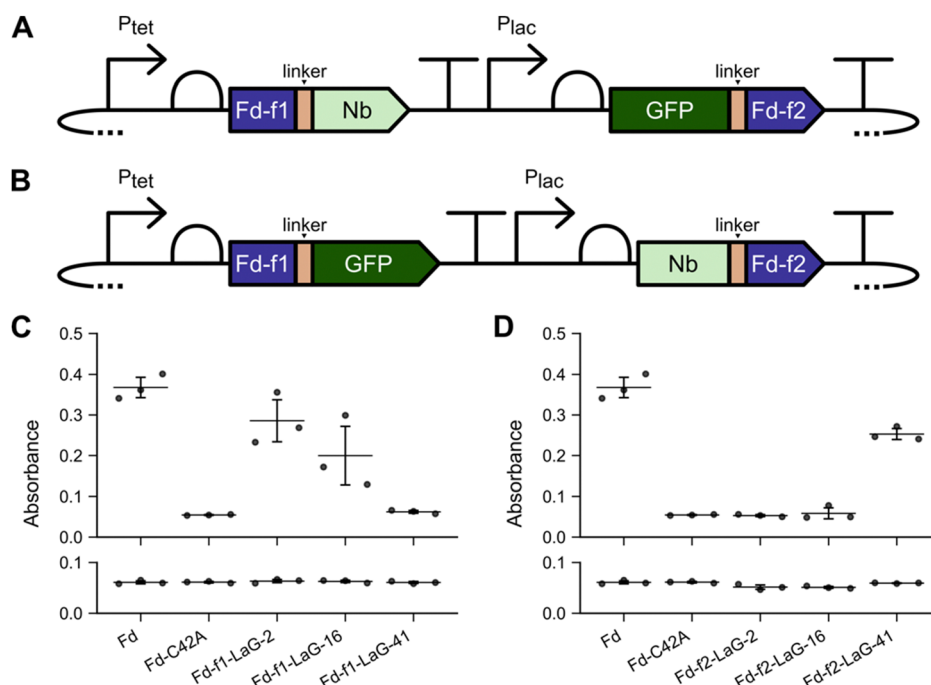 A
Ptet
Plac
linker
linker
Fd-f1
Nb
GFP
Fd-f2
B
Ptet
Plac
linker
linker
Fd-f1
GFP
Nb
Fd-f2
C
D
0.5
0.4
0.3
0.2
0.1
0.0
Absorbance
0.1
0.0
Fd
Fd-C42A
Fd-f1-LaG-2
Fd-f1-LaG-16
Fd-f1-LaG-41
0.5
0.4
0.3
0.2
0.1
0.0
Absorbance
0.1
0.0
Fd
Fd-C42A
Fd-f2-LaG-2
Fd-f2-LaG-16
Fd-f2-LaG-41